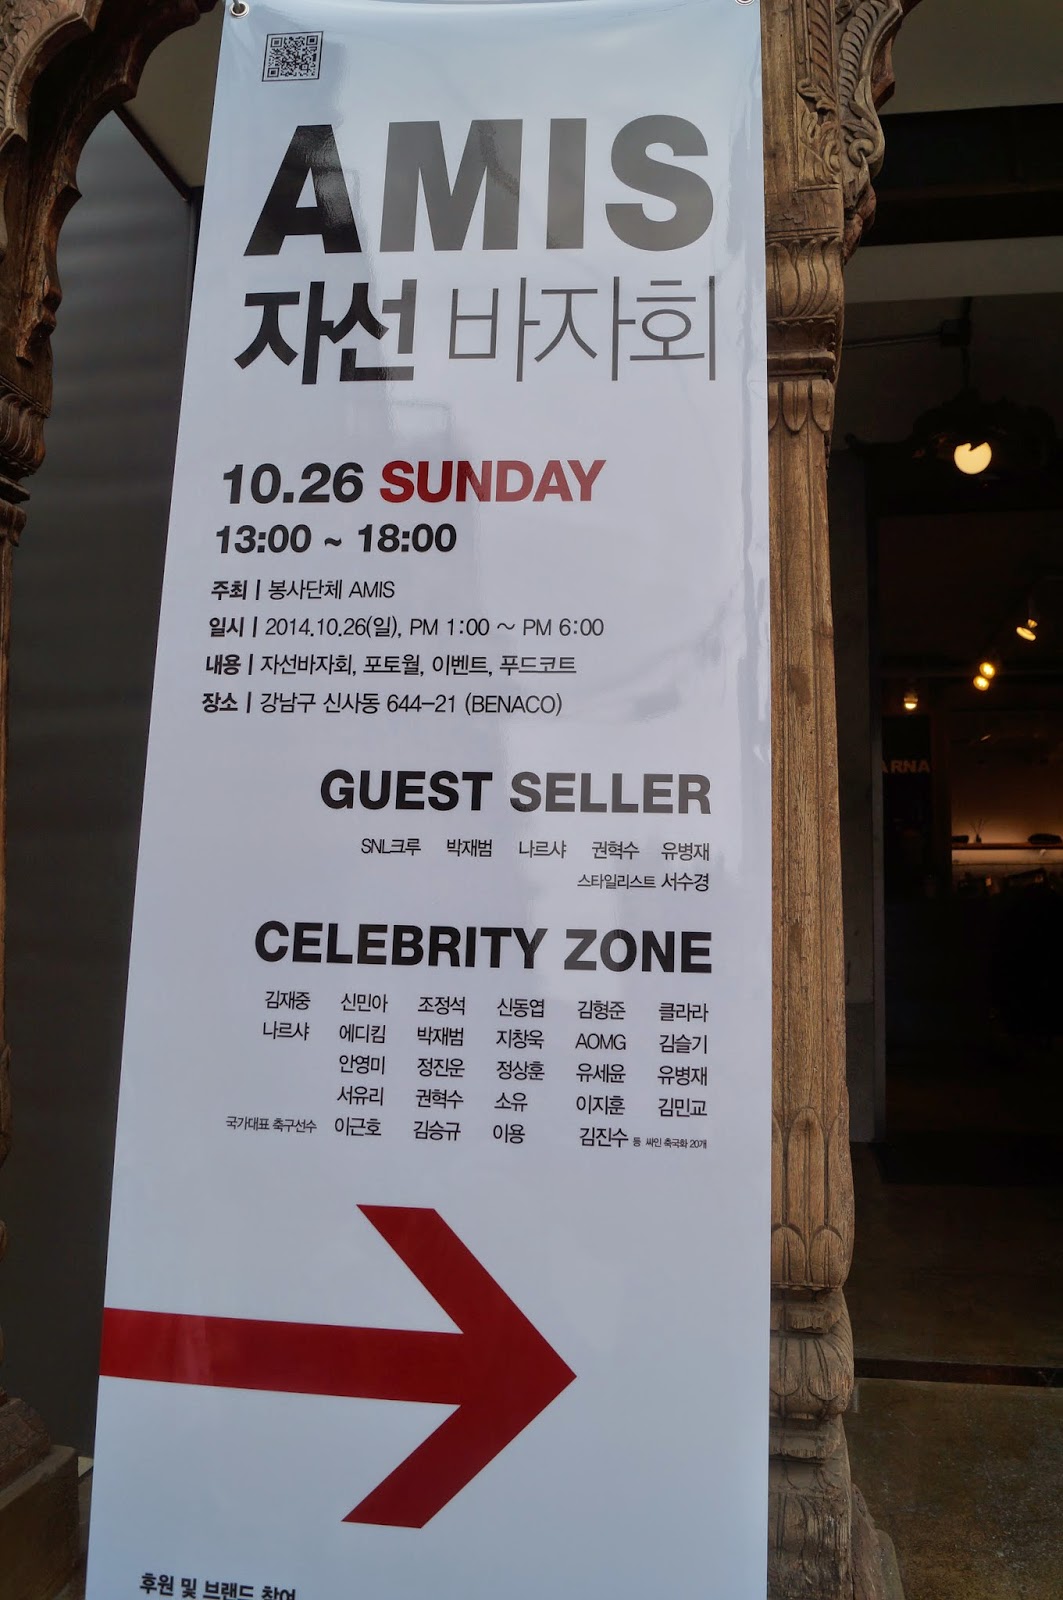 AMIS
자선 바자회
10.26 SUNDAY
13:00 ~ 18:00
주최 | 봉사단체 AMIS
일시 | 2014.10.26(일), PM 1:00 ~ PM 6:00
내용 | 자선바자회, 포토월, 이벤트, 푸드코트
장소 | 강남구 신사동 644-21 (BENACO)
GUEST SELLER
SNL크루 박재범 나르샤 권혁수 유병재
스타일리스트 서수경
CELEBRITY ZONE
김재중 신민아 조정석 신동엽 김형준 클라라
나르샤 에디킴 박재범 지창욱 AOMG 김슬기
안영미 정진운 정상훈 유세윤 유병재
서유리 권혁수 소유 이지훈 김민교
국가대표 축구선수 이근호 김승규 이용 김진수 등 싸인 축국화 20개
후원 및 브랜드 참여
ARNA